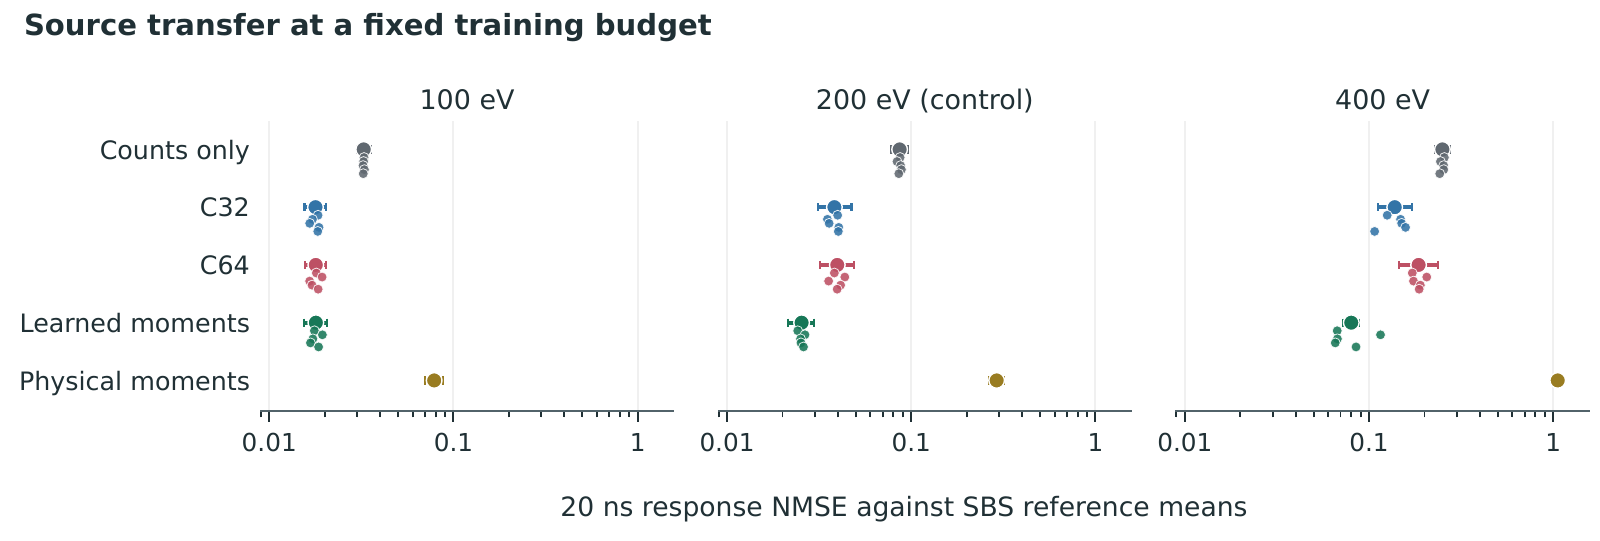 Source transfer at a fixed training budget
100 eV
200 eV (control)
400 eV
Counts only
C32
C64
Learned moments
Physical moments
0.01 0.1 1
0.01 0.1 1
0.01 0.1 1
20 ns response NMSE against SBS reference means